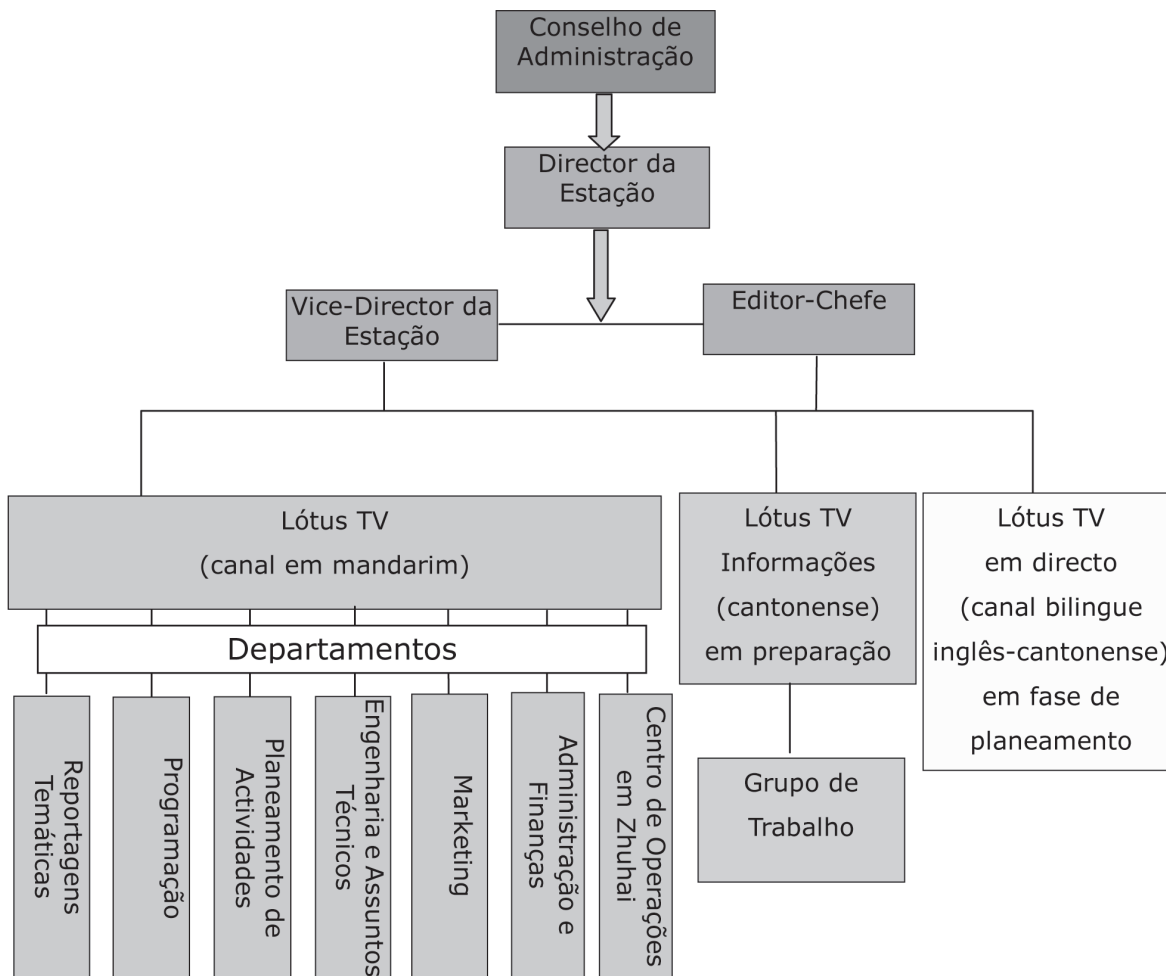 Conselho de
Administração
Director da
Estação
Vice-Director da
Estação
Editor-Chefe
Lótus TV
(canal em mandarim)
Lótus TV
Informações
(cantonense)
em preparação
Lótus TV
em directo
(canal bilingue
inglês-cantonense)
em fase de
planeamento
Departamentos
Reportagens
Temáticas
Programação
Planeamento de
Actividades
Engenharia e Assuntos
Técnicos
Marketing
Administração e
Finanças
Centro de Operações
em Zhuhai
Grupo de
Trabalho